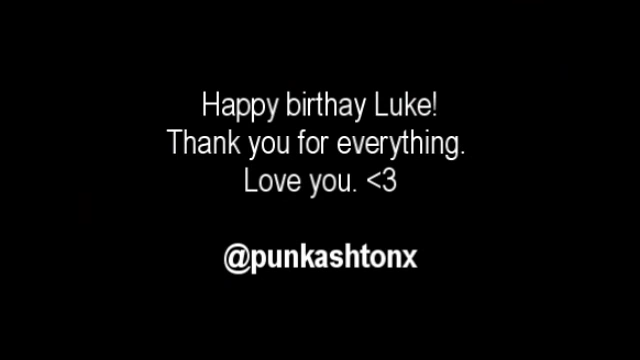 Happy birthay Luke!
Thank you for everything.
Love you. <3
@punkashtonx